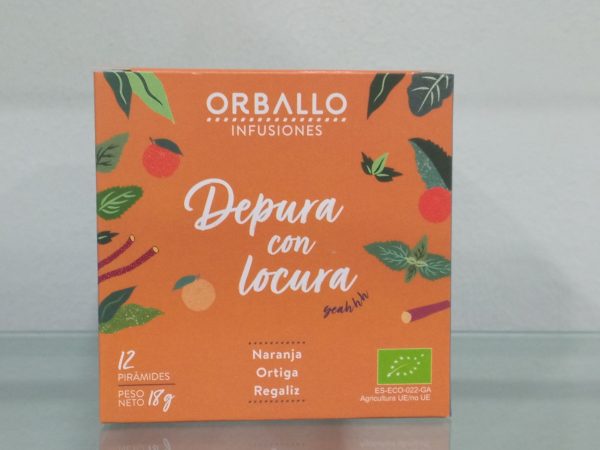 ORBALLO
INFUSIONES
Depura
con
locura
yeahhh
Naranja
Ortiga
Regaliz
12
PIRÁMIDES
PESO
NETO 18g
ES-ECO-022-GA
Agricultura UE/no UE